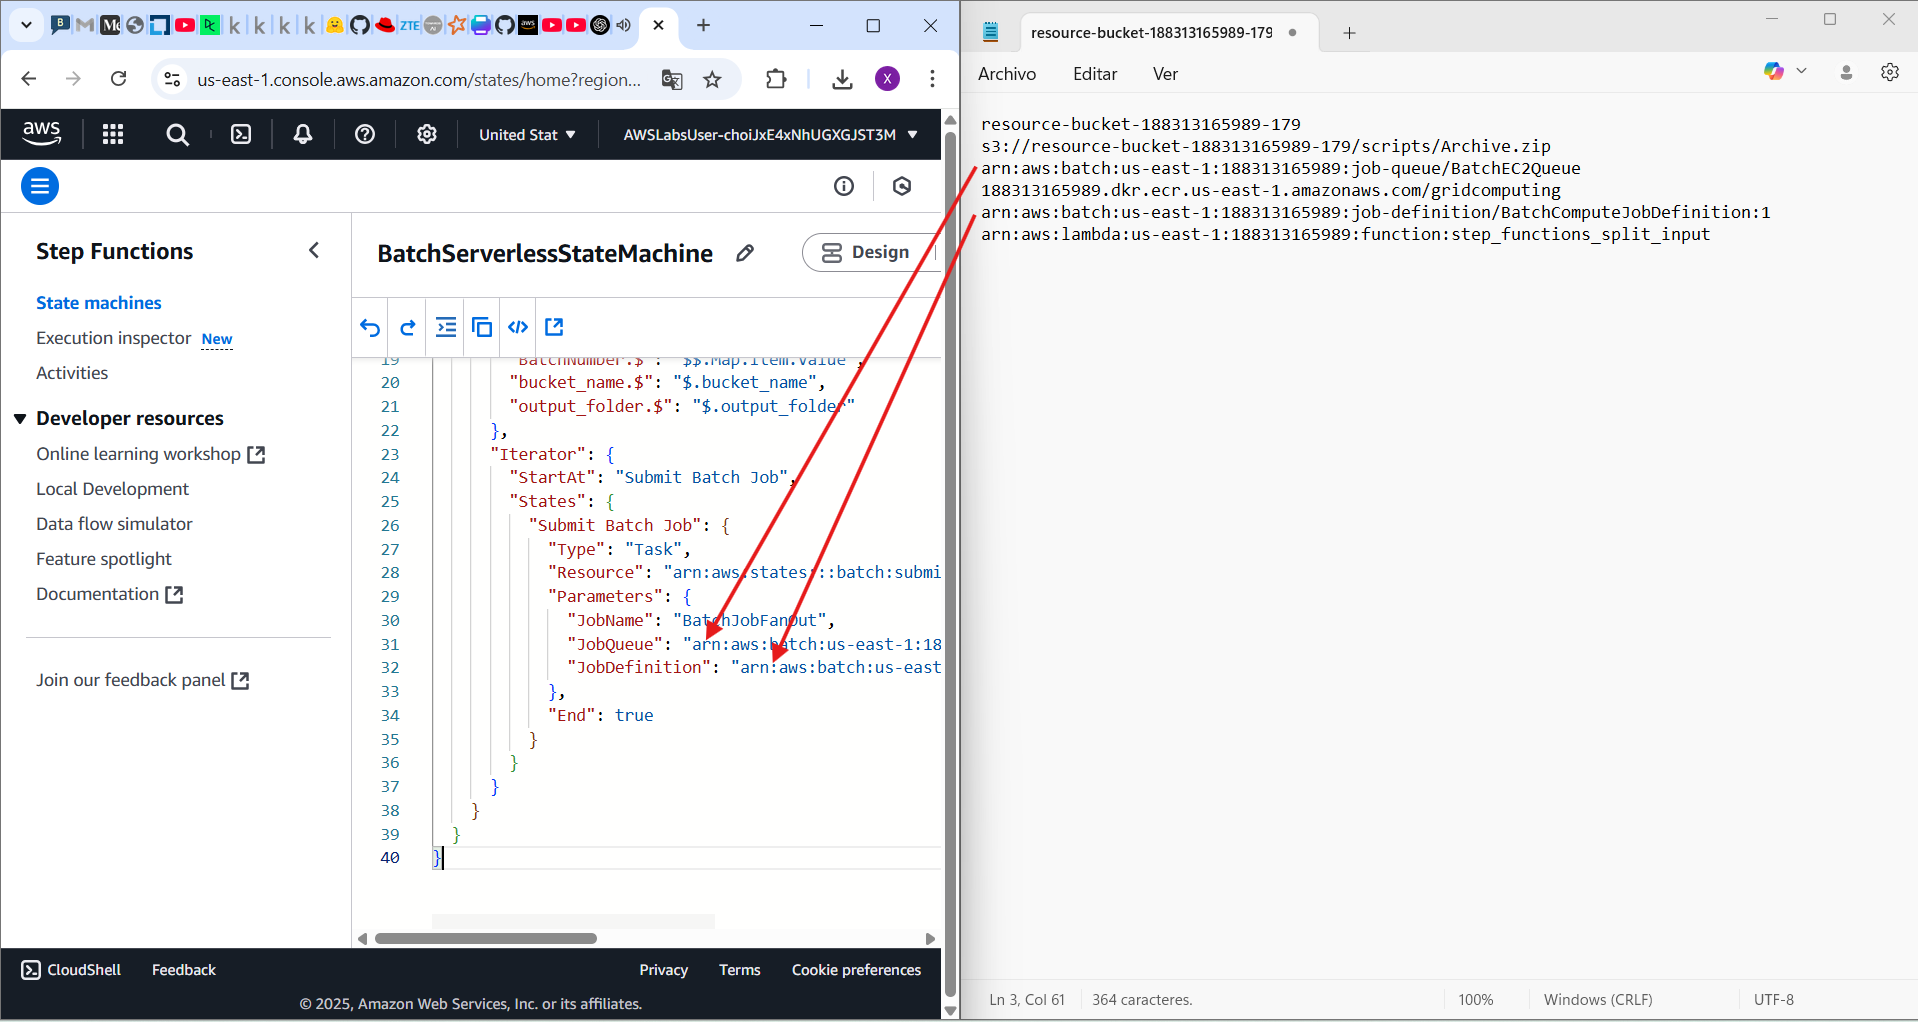 us-east-1.console.aws.amazon.com/states/home?region...
X
aws
United Stat
AWSLabsUser-choiJxE4xNhUGXGJST3M
Step Functions
State machines
Execution inspector New
Activities
Developer resources
Online learning workshop
Local Development
Data flow simulator
Feature spotlight
Documentation
Join our feedback panel
BatchServerlessStateMachine
Design
19 "BatchNumber.$": "$$.Map.Item.Value",
20 "bucket_name.$": "$.bucket_name",
21 "output_folder.$": "$.output_folder"
22 },
23 "Iterator": {
24 "StartAt": "Submit Batch Job",
25 "States": {
26 "Submit Batch Job": {
27 "Type": "Task",
28 "Resource": "arn:aws:states:::batch:submi
29 "Parameters": {
30 "JobName": "BatchJobFanOut",
31 "JobQueue": "arn:aws:batch:us-east-1:18
32 "JobDefinition": "arn:aws:batch:us-east
33 },
34 "End": true
35 }
36 }
37 }
38 }
39 }
40 }
CloudShell Feedback Privacy Terms Cookie preferences
© 2025, Amazon Web Services, Inc. or its affiliates.
resource-bucket-188313165989-179
Archivo Editar Ver
resource-bucket-188313165989-179
s3://resource-bucket-188313165989-179/scripts/Archive.zip
arn:aws:batch:us-east-1:188313165989:job-queue/BatchEC2Queue
188313165989.dkr.ecr.us-east-1.amazonaws.com/gridcomputing
arn:aws:batch:us-east-1:188313165989:job-definition/BatchComputeJobDefinition:1
arn:aws:lambda:us-east-1:188313165989:function:step_functions_split_input
Ln 3, Col 61 364 caracteres. 100% Windows (CRLF) UTF-8